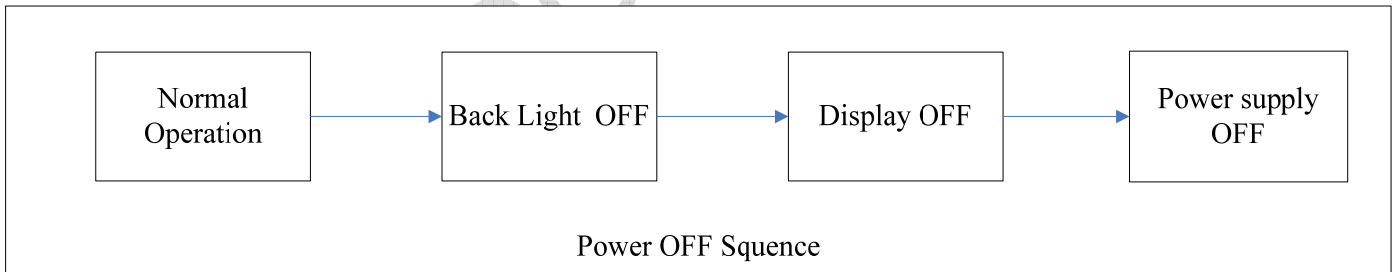 Normal
Operation
Back Light OFF
Display OFF
Power supply
OFF
Power OFF Squence